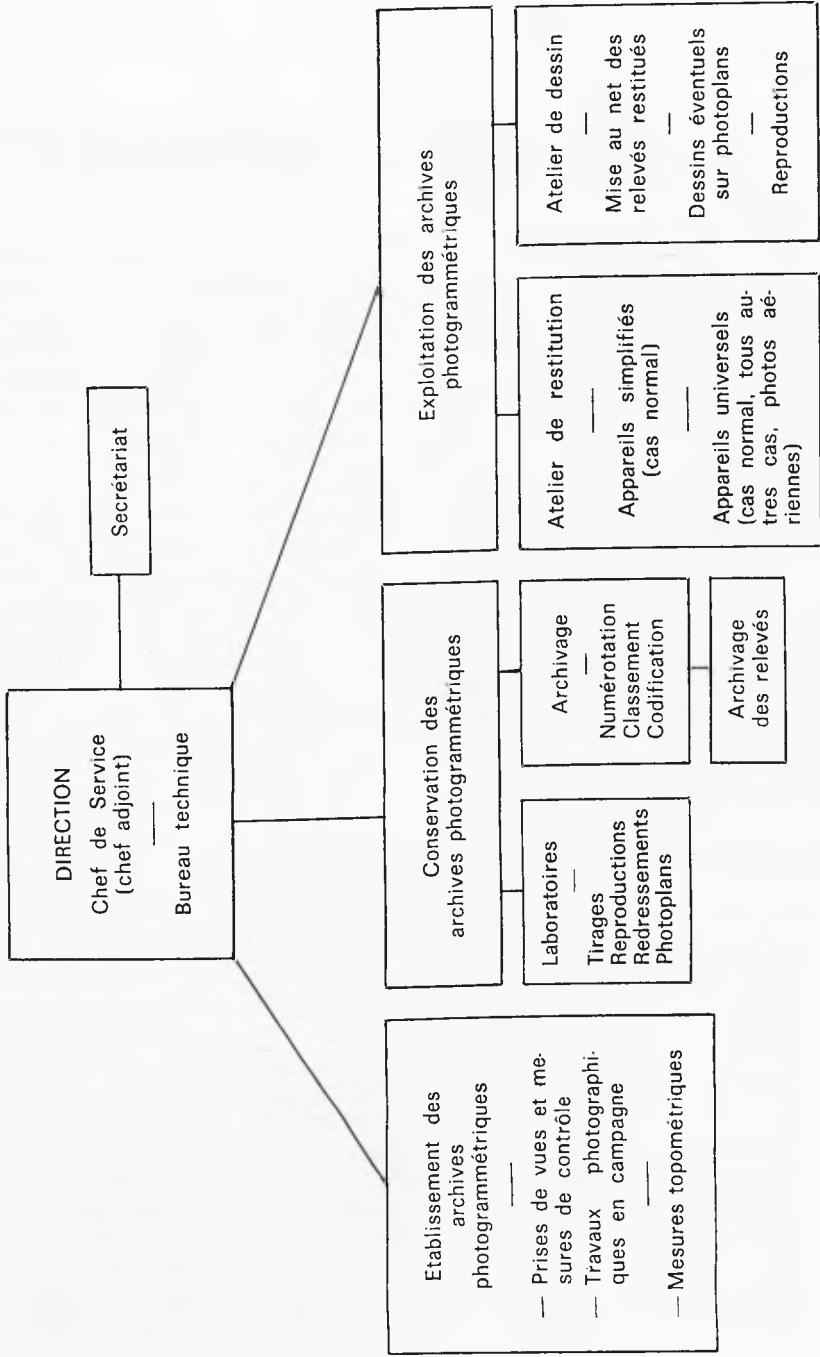 DIRECTION
Chef de Service
(chef adjoint)
—
Bureau technique
Secrétariat
Etablissement des
archives
photogrammétriques
—
— Prises de vues et me-
sures de contrôle
— Travaux photographi-
ques en campagne
—
— Mesures topométriques
Conservation des
archives photogrammétriques
Laboratoires
—
Tirages
Reproductions
Redressements
Photoplans
Archivage
—
Numérotation
Classement
Codification
Archivage
des relevés
Exploitation des archives
photogrammétriques
Atelier de restitution
—
Appareils simplifiés
(cas normal)
—
Appareils universels
(cas normal, tous au-
tres cas, photos aé-
riennes)
Atelier de dessin
—
Mise au net des
relevés restitués
—
Dessins éventuels
sur photoplans
—
Reproductions